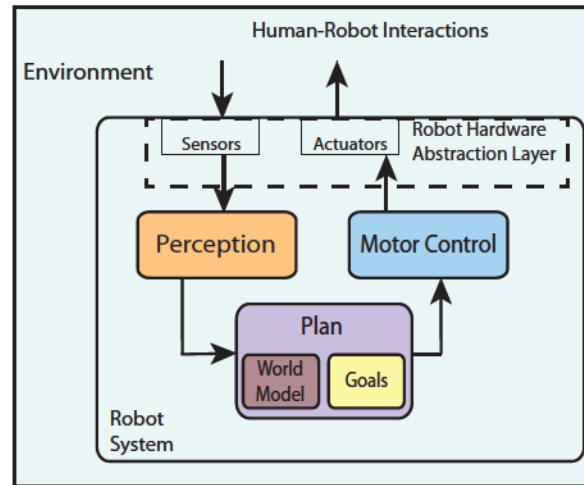 Human-Robot Interactions
Environment
Sensors
Actuators
Robot Hardware
Abstraction Layer
Perception
Motor Control
Plan
World
Model
Goals
Robot
System